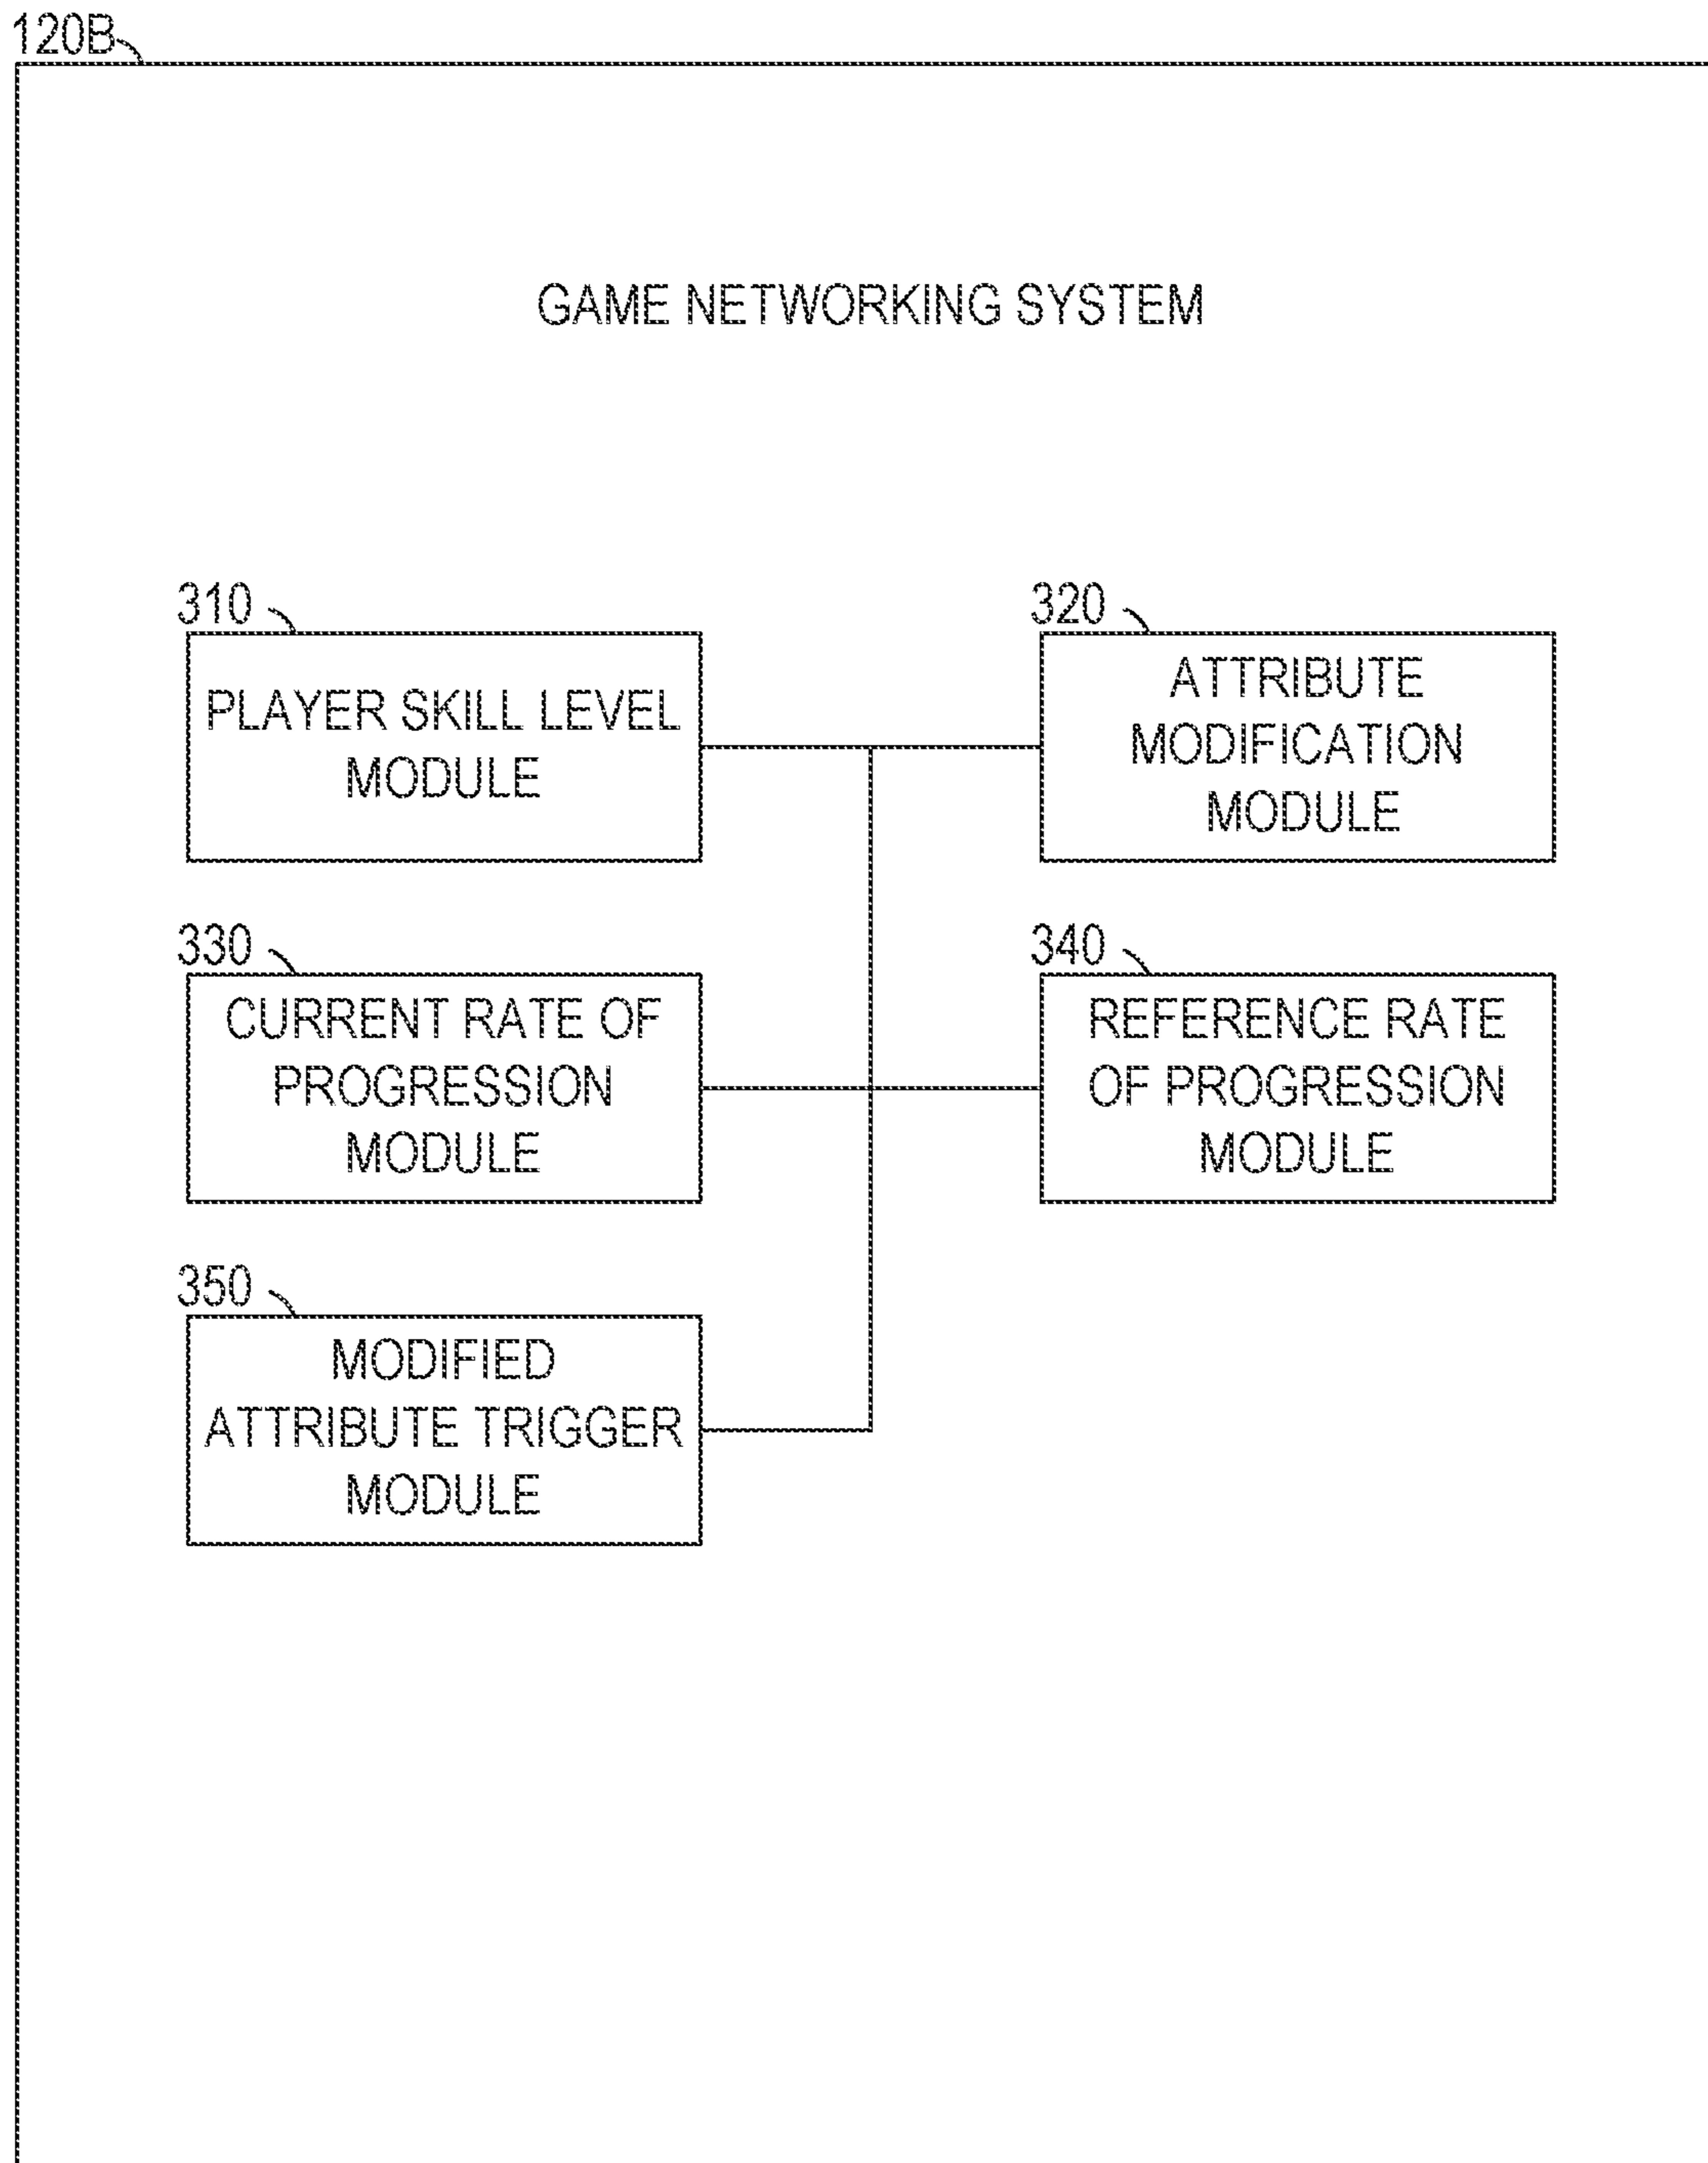 120B
GAME NETWORKING SYSTEM
310
PLAYER SKILL LEVEL
MODULE
320
ATTRIBUTE
MODIFICATION
MODULE
330
CURRENT RATE OF
PROGRESSION
MODULE
340
REFERENCE RATE
OF PROGRESSION
MODULE
350
MODIFIED
ATTRIBUTE TRIGGER
MODULE